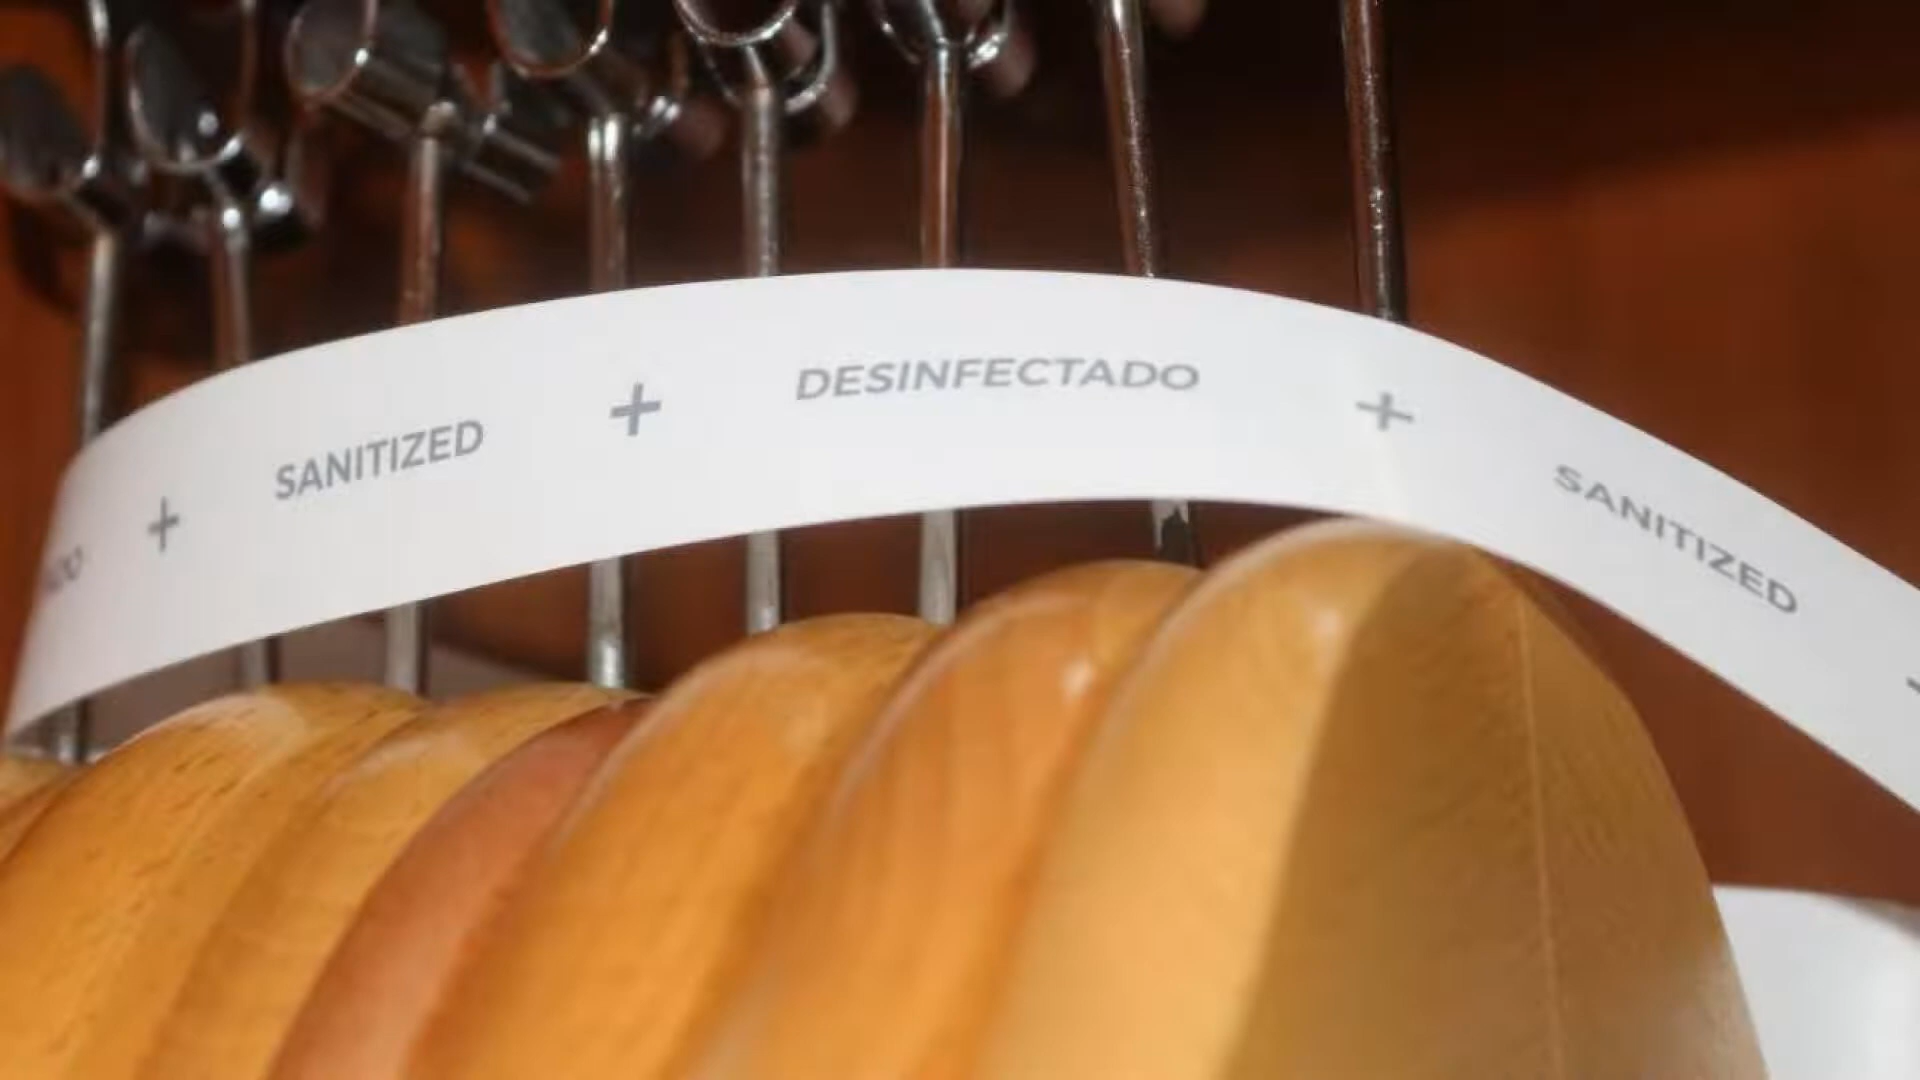 + SANITIZED + DESINFECTADO + SANITIZED